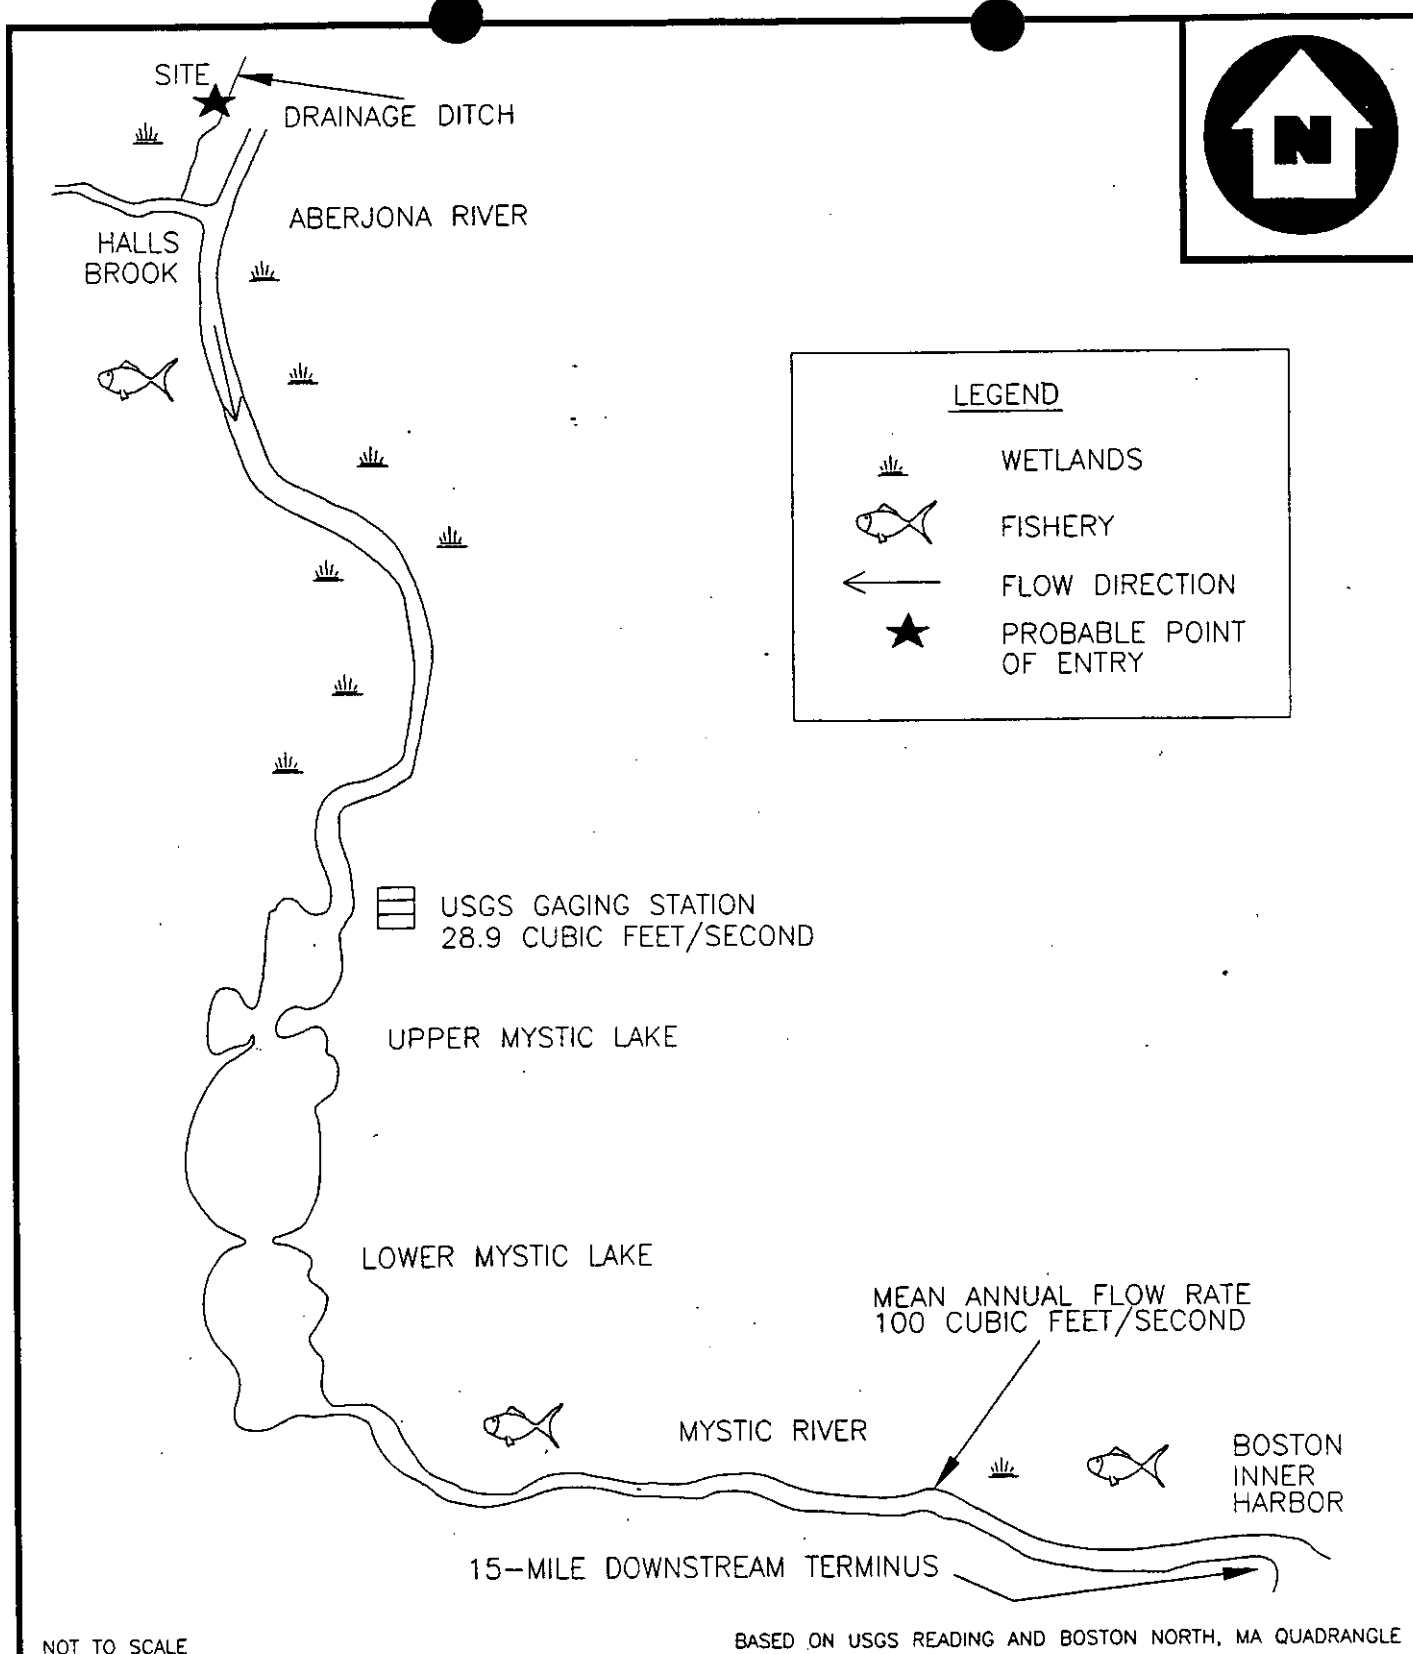 SITE
DRAINAGE DITCH
N
ABERJONA RIVER
HALLS
BROOK
LEGEND
WETLANDS
FISHERY
FLOW DIRECTION
PROBABLE POINT
OF ENTRY
USGS GAGING STATION
28.9 CUBIC FEET/SECOND
UPPER MYSTIC LAKE
LOWER MYSTIC LAKE
MEAN ANNUAL FLOW RATE
100 CUBIC FEET/SECOND
MYSTIC RIVER
BOSTON
INNER
HARBOR
15-MILE DOWNSTREAM TERMINUS
NOT TO SCALE
BASED ON USGS READING AND BOSTON NORTH, MA QUADRANGLE